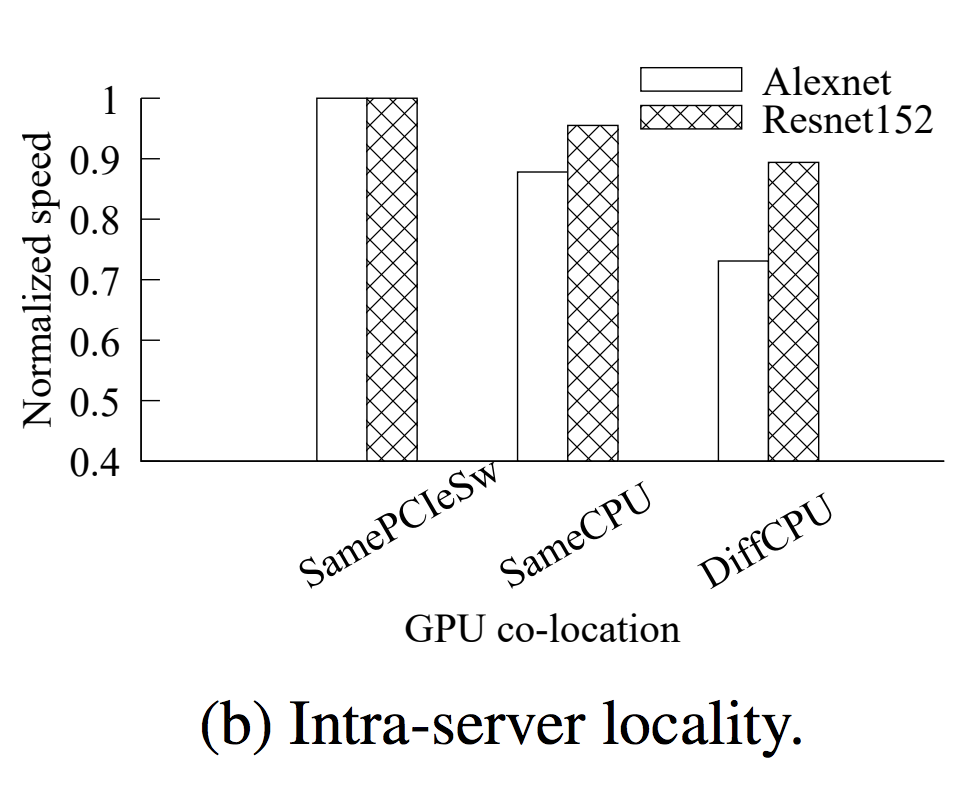 Alexnet
Resnet152
Normalized speed
1
0.9
0.8
0.7
0.6
0.5
0.4
SamePCIeSw
SameCPU
DiffCPU
GPU co-location
(b) Intra-server locality.